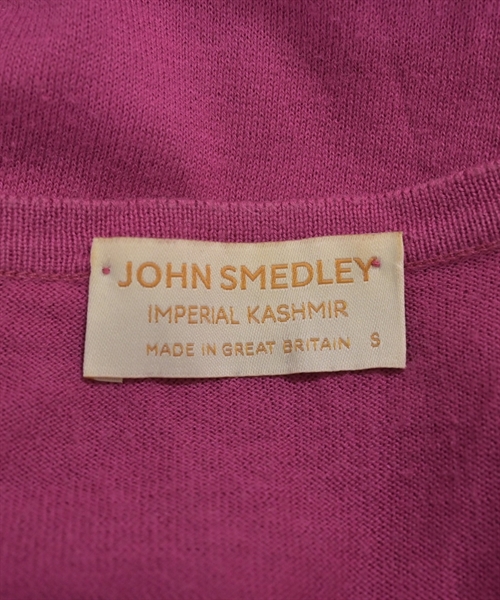 JOHN SMEDLEY
IMPERIAL KASHMIR
MADE IN GREAT BRITAIN S